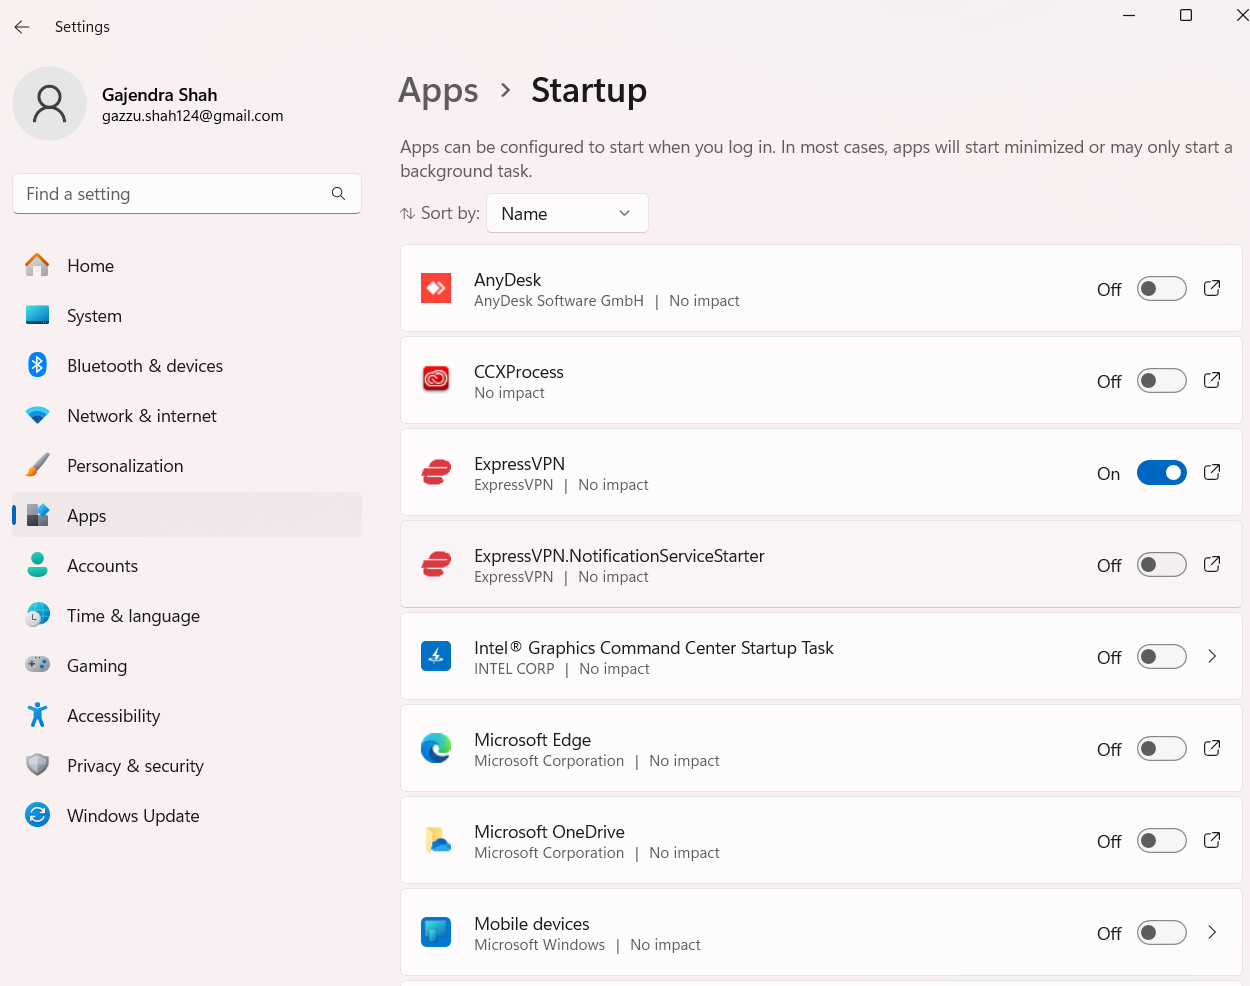 Settings
Gajendra Shah
gazzu.shah124@gmail.com
Find a setting
Home
System
Bluetooth & devices
Network & internet
Personalization
Apps
Accounts
Time & language
Gaming
Accessibility
Privacy & security
Windows Update
Apps > Startup
Apps can be configured to start when you log in. In most cases, apps will start minimized or may only start a
background task.
Sort by: Name
AnyDesk
AnyDesk Software GmbH | No impact
Off
CCXProcess
No impact
Off
ExpressVPN
ExpressVPN | No impact
On
ExpressVPN.NotificationServiceStarter
ExpressVPN | No impact
Off
Intel® Graphics Command Center Startup Task
INTEL CORP | No impact
Off
Microsoft Edge
Microsoft Corporation | No impact
Off
Microsoft OneDrive
Microsoft Corporation | No impact
Off
Mobile devices
Microsoft Windows | No impact
Off